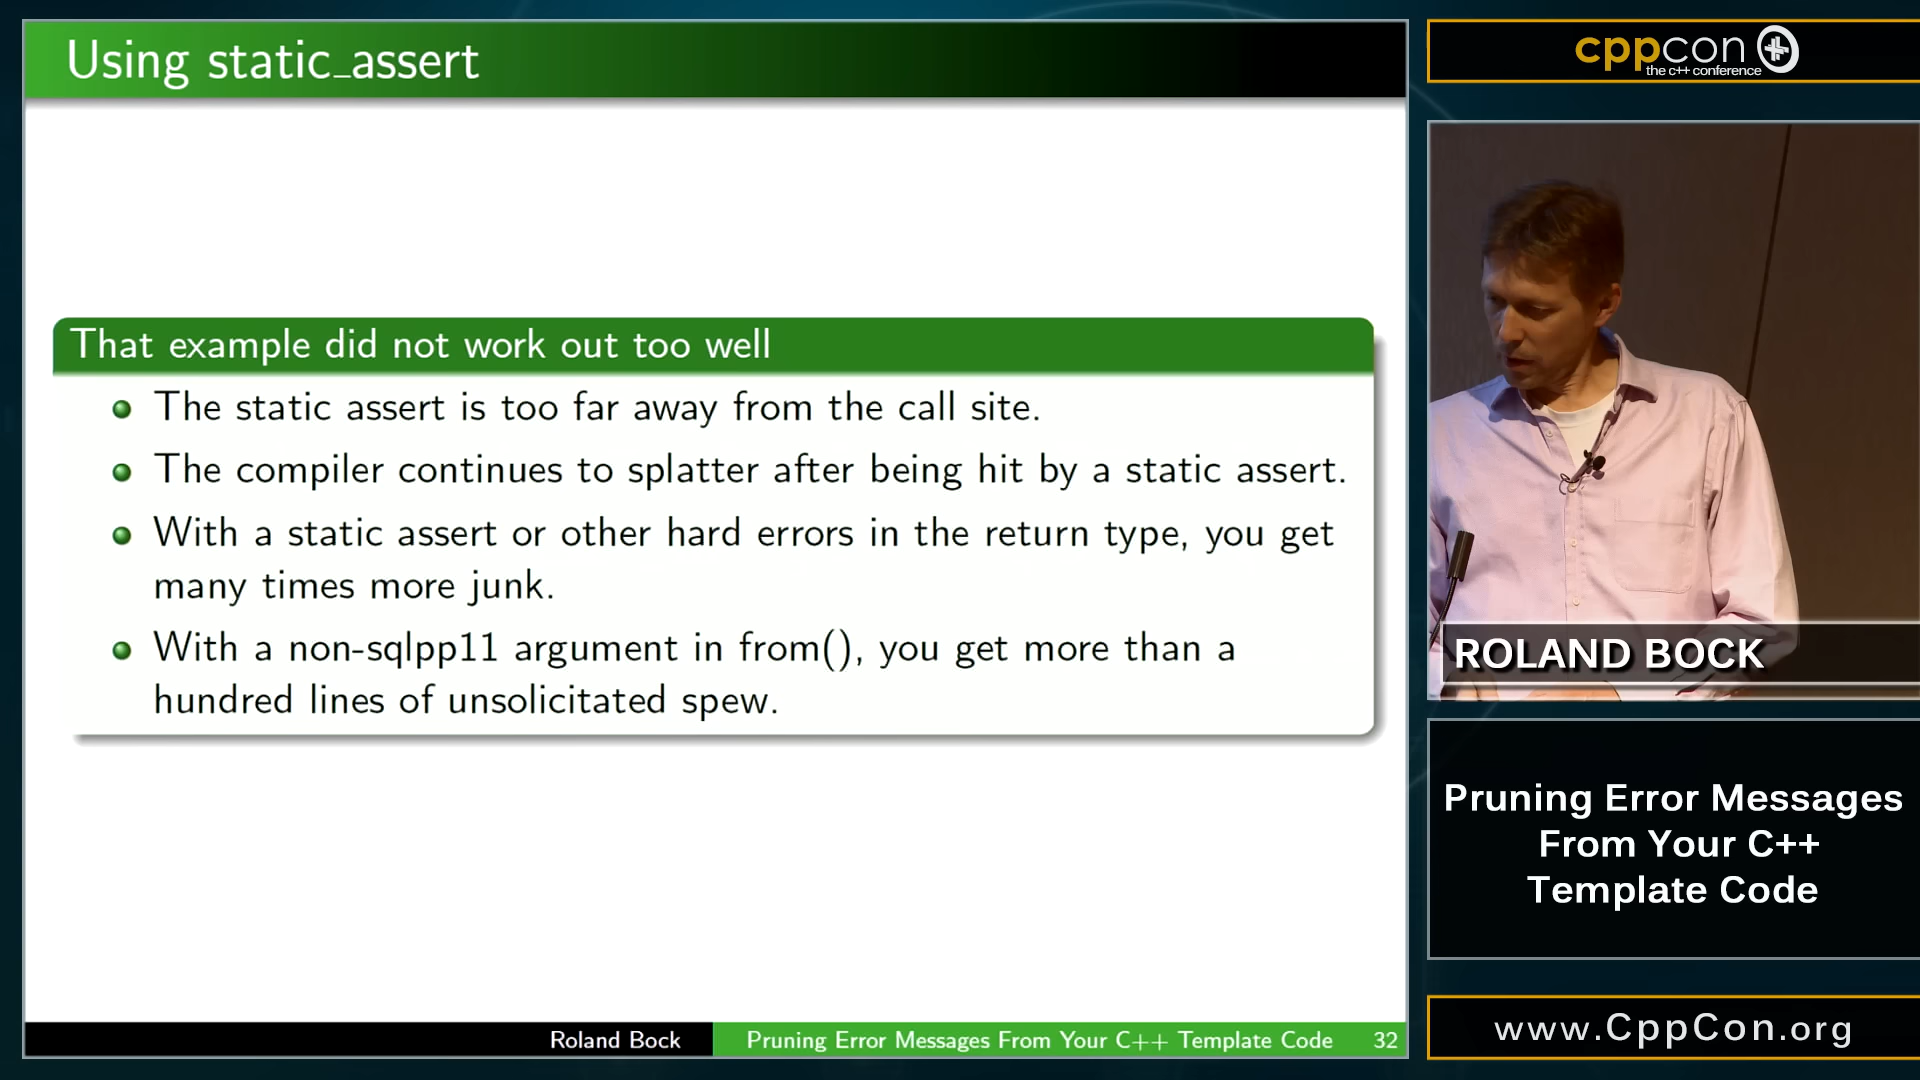 Using static_assert
That example did not work out too well
The static assert is too far away from the call site.
The compiler continues to splatter after being hit by a static assert.
With a static assert or other hard errors in the return type, you get
many times more junk.
With a non-sqlpp11 argument in from(), you get more than a
hundred lines of unsolicitated spew.
Roland Bock
Pruning Error Messages From Your C++ Template Code
32
cppcon
the c++ conference
ROLAND BOCK
Pruning Error Messages
From Your C++
Template Code
www.CppCon.org